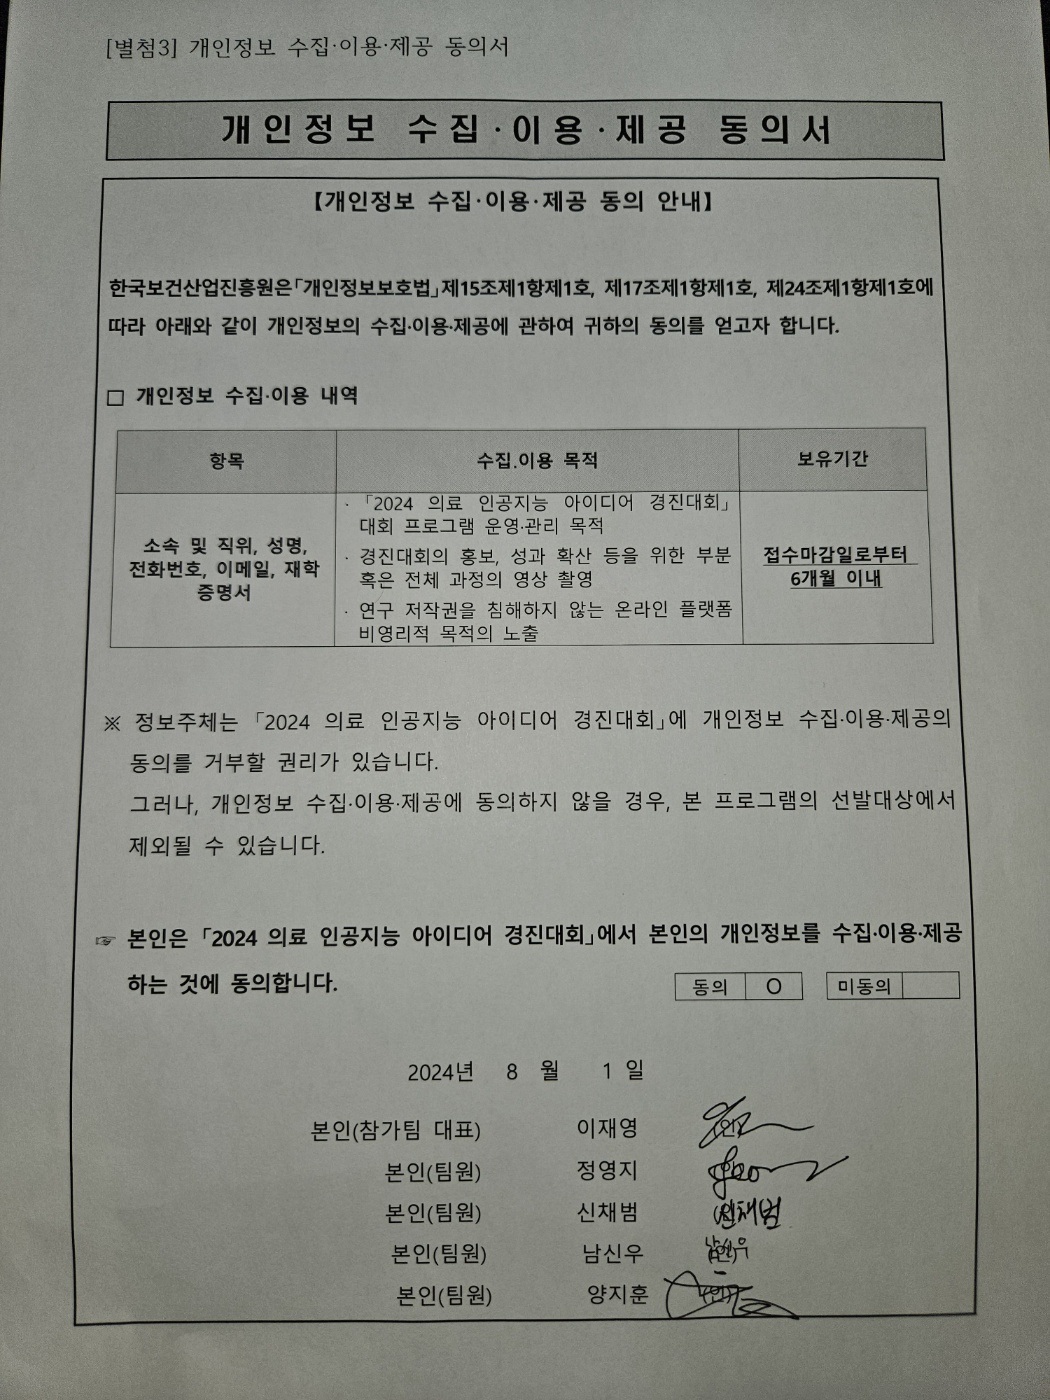 [별첨3] 개인정보 수집·이용·제공 동의서
개인정보 수집·이용·제공 동의서
【개인정보 수집·이용·제공 동의 안내】
한국보건산업진흥원은「개인정보보호법」제15조제1항제1호, 제17조제1항제1호, 제24조제1항제1호에
따라 아래와 같이 개인정보의 수집·이용·제공에 관하여 귀하의 동의를 얻고자 합니다.
□ 개인정보 수집·이용 내역
항목 수집.이용 목적 보유기간
소속 및 직위, 성명,
전화번호, 이메일, 재학
증명서
· 「2024 의료 인공지능 아이디어 경진대회」
대회 프로그램 운영·관리 목적
· 경진대회의 홍보, 성과 확산 등을 위한 부분
혹은 전체 과정의 영상 촬영
· 연구 저작권을 침해하지 않는 온라인 플랫폼
비영리적 목적의 노출
접수마감일로부터
6개월 이내
※ 정보주체는 「2024 의료 인공지능 아이디어 경진대회」에 개인정보 수집·이용·제공의
동의를 거부할 권리가 있습니다.
그러나, 개인정보 수집·이용·제공에 동의하지 않을 경우, 본 프로그램의 선발대상에서
제외될 수 있습니다.
☞ 본인은 「2024 의료 인공지능 아이디어 경진대회」에서 본인의 개인정보를 수집·이용·제공
하는 것에 동의합니다. 동의 O 미동의
2024년 8 월 1 일
본인(참가팀 대표) 이재영 (인)
본인(팀원) 정영지
본인(팀원) 신채범 신채범
본인(팀원) 남신우 남신우 (인)
본인(팀원) 양지훈 (인)